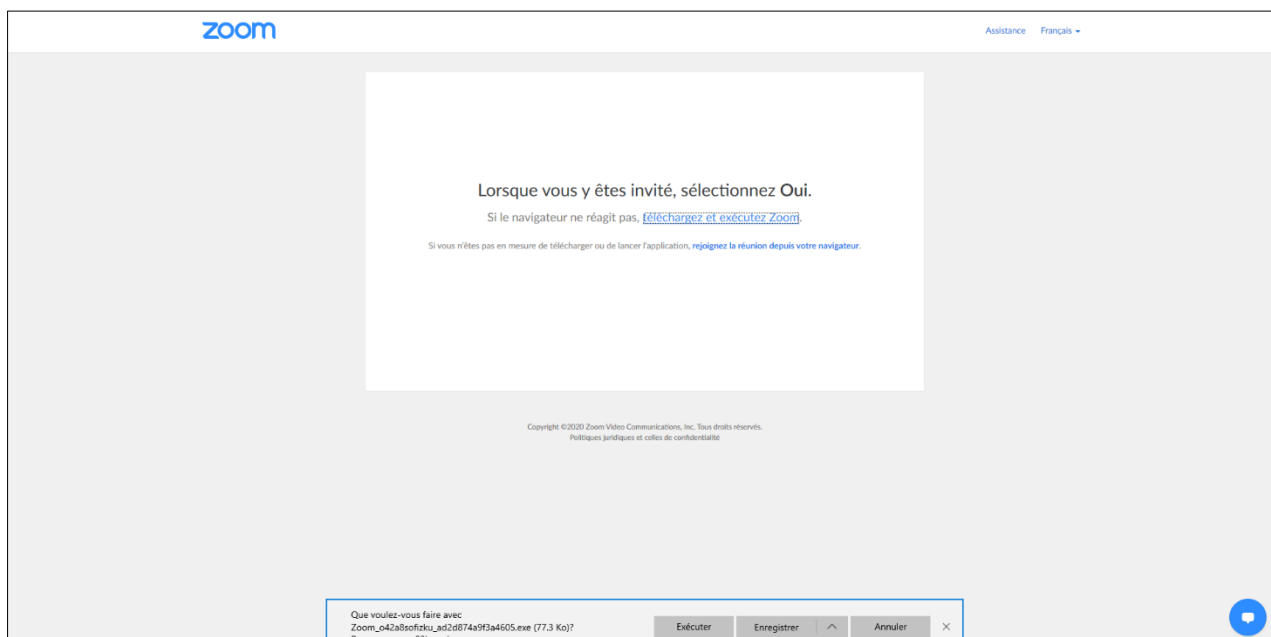 zoom
Assistance Français
Lorsque vous y êtes invité, sélectionnez Oui.
Si le navigateur ne réagit pas, téléchargez et exécutez Zoom.
Si vous n'êtes pas en mesure de télécharger ou de lancer l'application, rejoignez la réunion depuis votre navigateur.
Copyright ©2020 Zoom Video Communications, Inc. Tous droits réservés.
Politiques juridiques et celles de confidentialité
Que voulez-vous faire avec
Zoom_o42a8sofizku_ad2d874a9f3a4605.exe (77.3 Ko)?
Exécuter Enregistrer Annuler